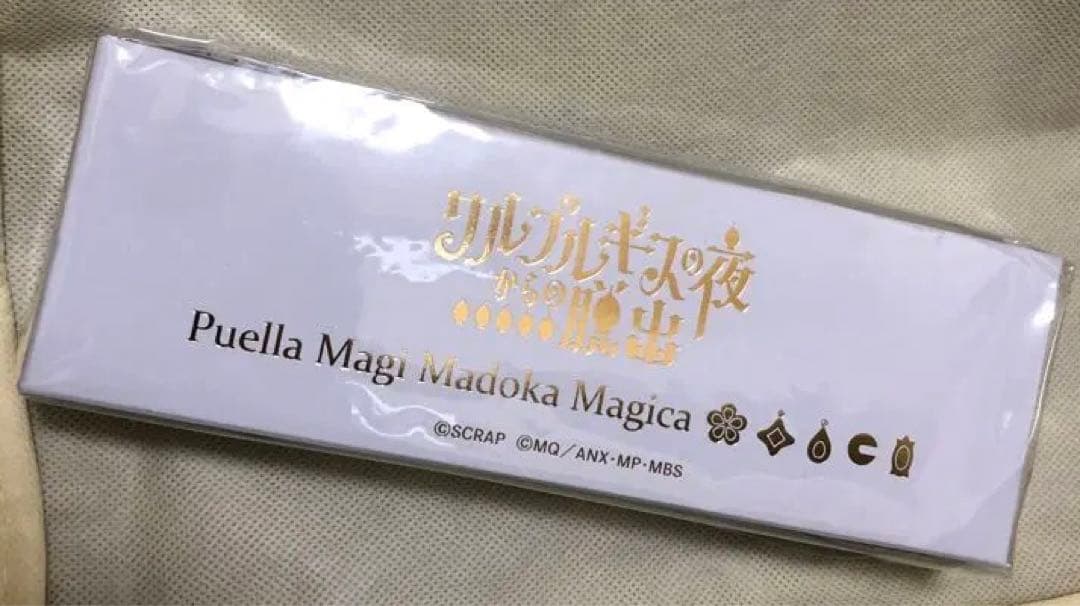 ワルプルギスの夜
からの脱出
Puella Magi Madoka Magica
©SCRAP ©MQ/ANX・MP・MBS